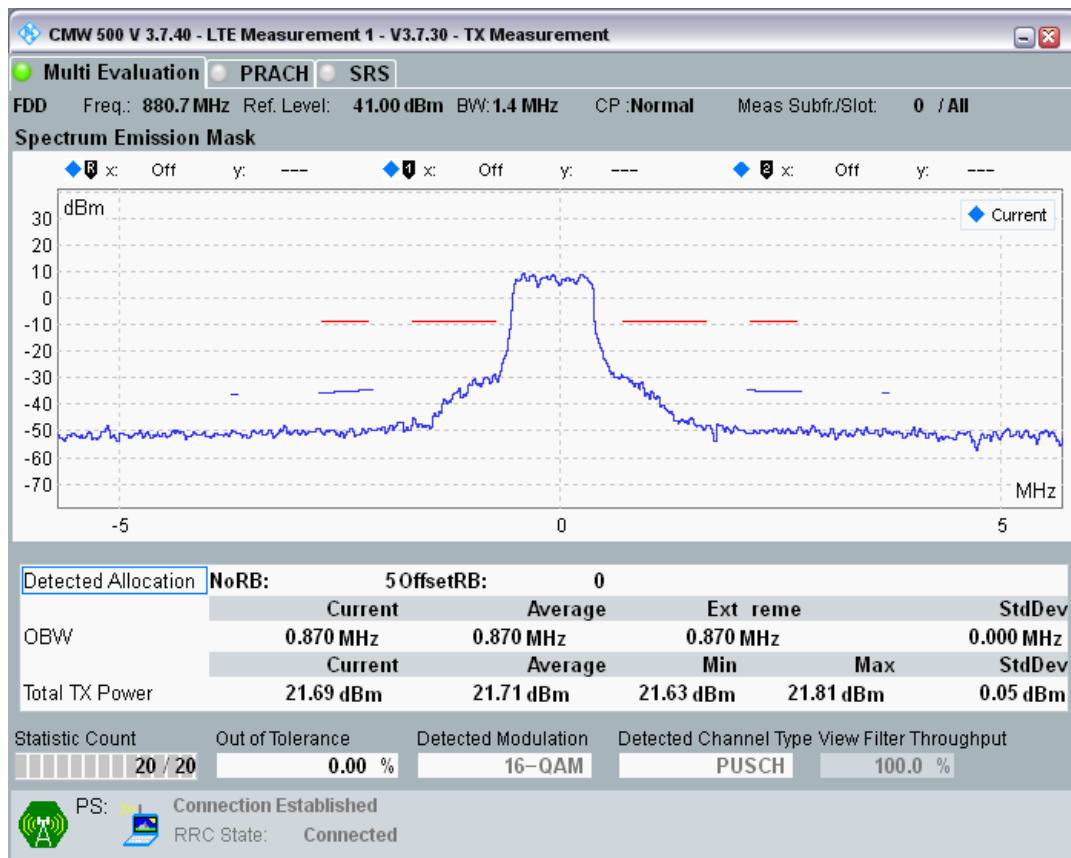 CMW 500 V 3.7.40 - LTE Measurement 1 - V3.7.30 - TX Measurement
Multi Evaluation PRACH SRS
FDD Freq.: 880.7 MHz Ref. Level: 41.00 dBm BW: 1.4 MHz CP :Normal Meas Subfr./Slot: 0 / All
Spectrum Emission Mask
R x: Off y: --- 1 x: Off y: --- 2 x: Off y: ---
dBm
Current
30
20
10
0
-10
-20
-30
-40
-50
-60
-70
MHz
-5 0 5
Detected Allocation NoRB: 5 OffsetRB: 0
Current Average Ext reme StdDev
OBW 0.870 MHz 0.870 MHz 0.870 MHz 0.000 MHz
Current Average Min Max StdDev
Total TX Power 21.69 dBm 21.71 dBm 21.63 dBm 21.81 dBm 0.05 dBm
Statistic Count Out of Tolerance Detected Modulation Detected Channel Type View Filter Throughput
20 / 20 0.00 % 16-QAM PUSCH 100.0 %
PS: Connection Established
RRC State: Connected